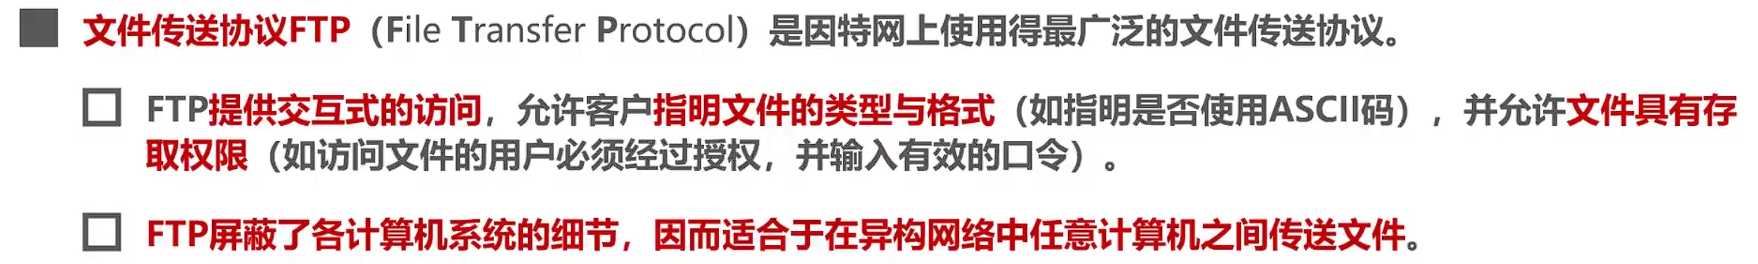 文件传送协议FTP（File Transfer Protocol）是因特网上使用得最广泛的文件传送协议。
FTP提供交互式的访问，允许客户指明文件的类型与格式（如指明是否使用ASCII码），并允许文件具有存
取权限（如访问文件的用户必须经过授权，并输入有效的口令）。
FTP屏蔽了各计算机系统的细节，因而适合于在异构网络中任意计算机之间传送文件。